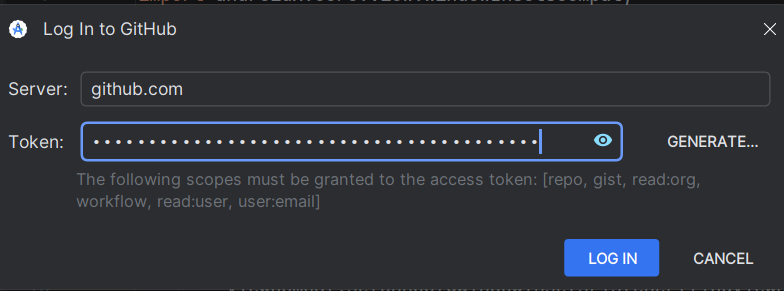 Log In to GitHub
Server: github.com
Token: •••••••••••••••••••••••••••••••••••••••• GENERATE...
The following scopes must be granted to the access token: [repo, gist, read:org,
workflow, read:user, user:email]
LOG IN CANCEL